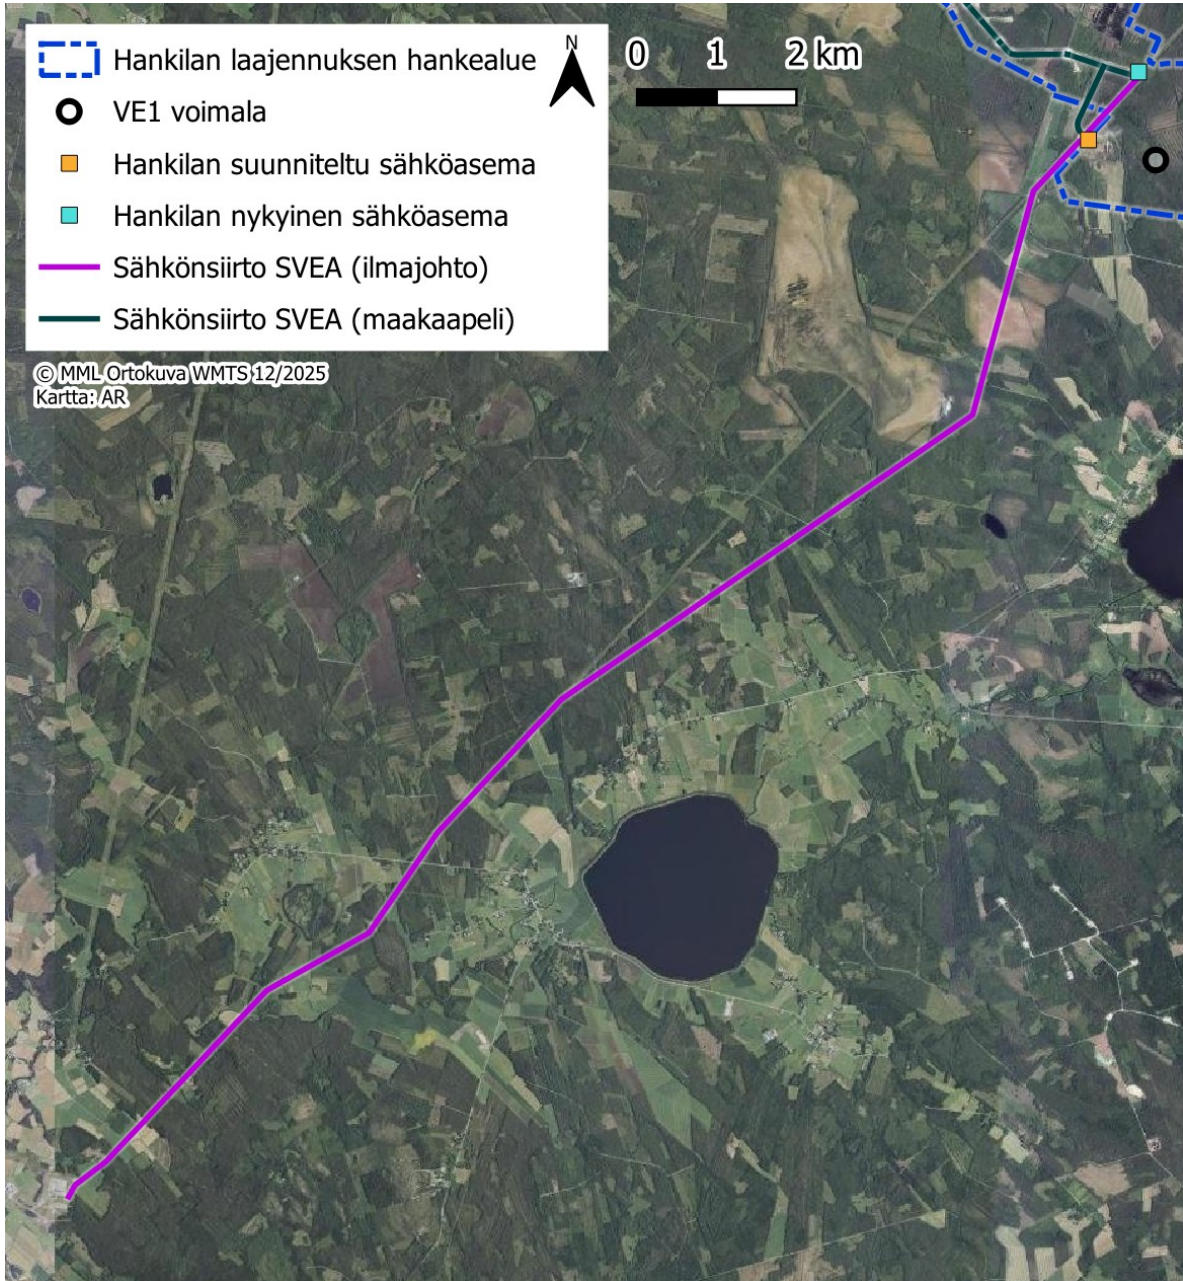 Hankilan laajennuksen hankealue
VE1 voimala
Hankilan suunniteltu sähköasema
Hankilan nykyinen sähköasema
Sähkönsiirto SVEA (ilmajohto)
Sähkönsiirto SVEA (maakaapeli)
N
0 1 2 km
© MML Ortokuva WMTS 12/2025
Kartta: AR